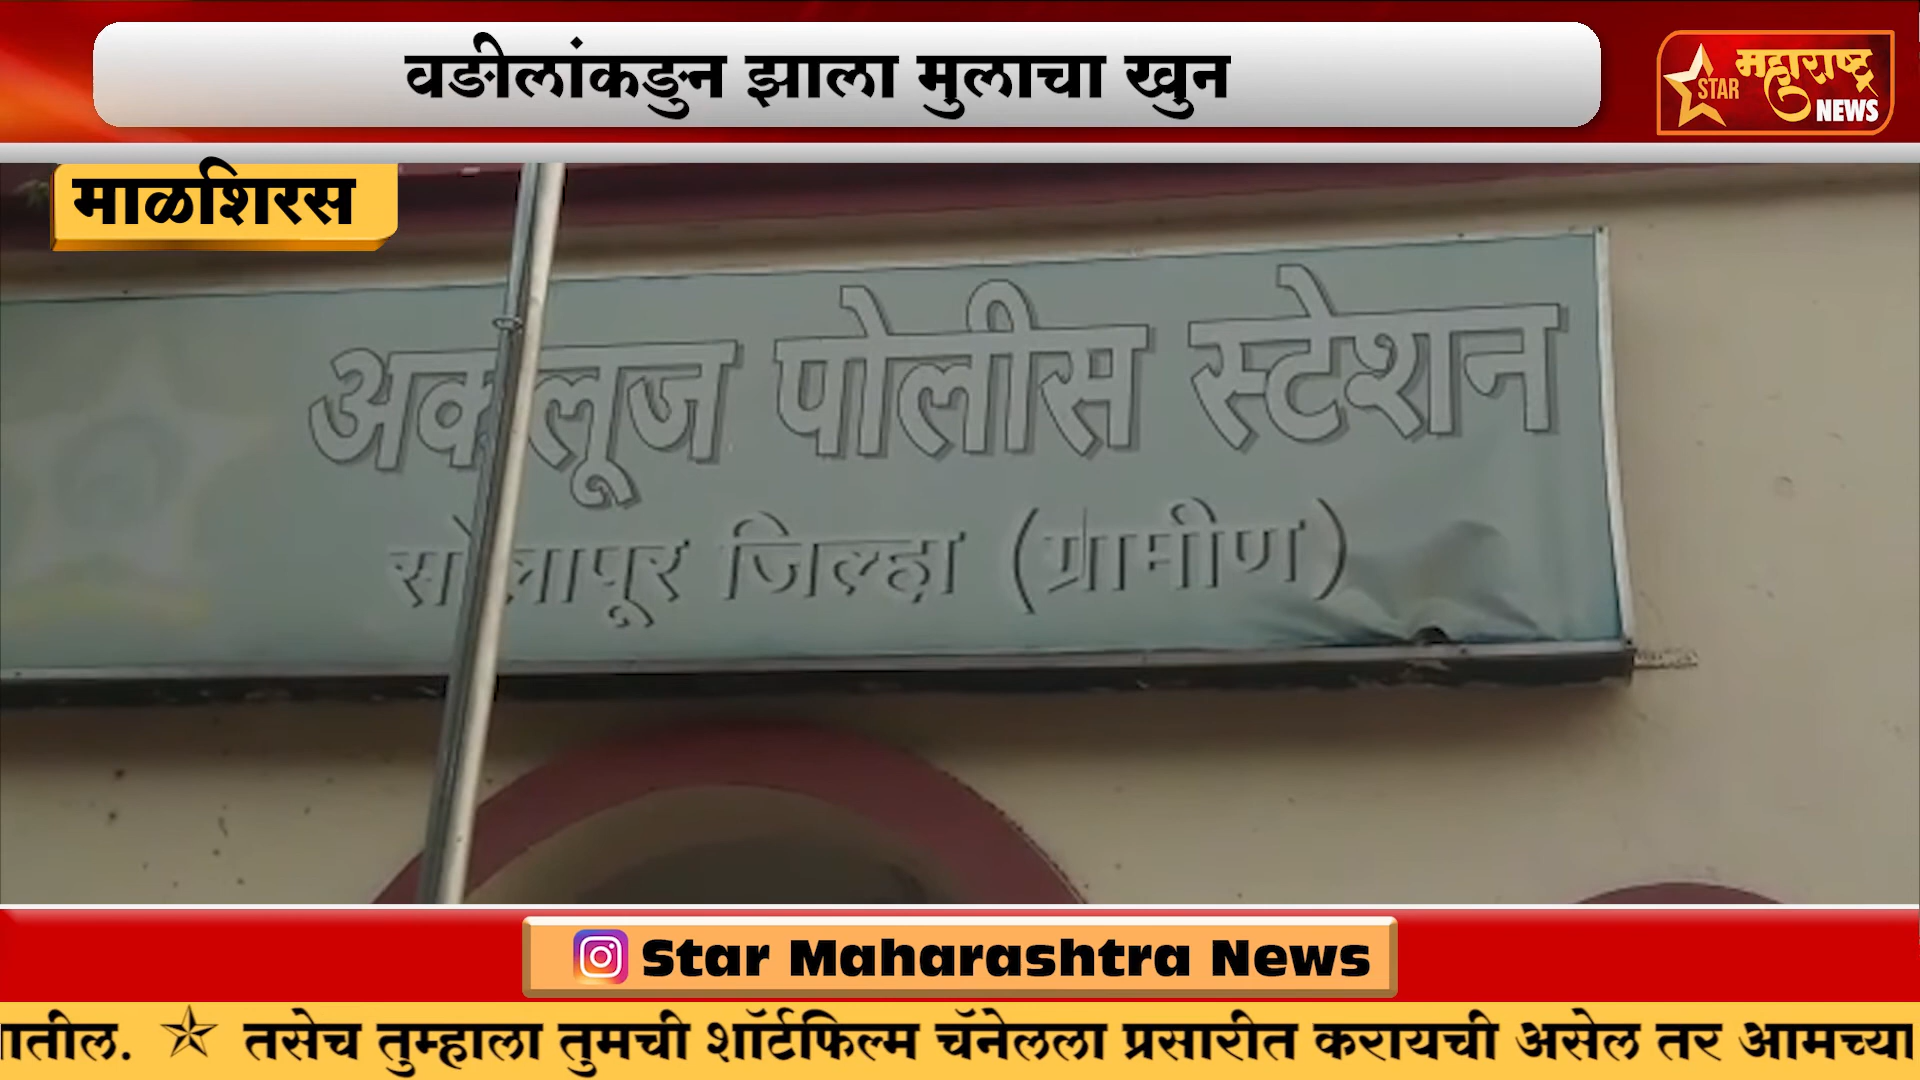 वडीलांकडुन झाला मुलाचा खुन
STAR महाराष्ट्र NEWS
माळशिरस
अकलूज पोलीस स्टेशन
सोलापूर जिल्हा (ग्रामीण)
Star Maharashtra News
तसेच तुम्हाला तुमची शॉर्टफिल्म चॅनेलला प्रसारीत करायची असेल तर आमच्या